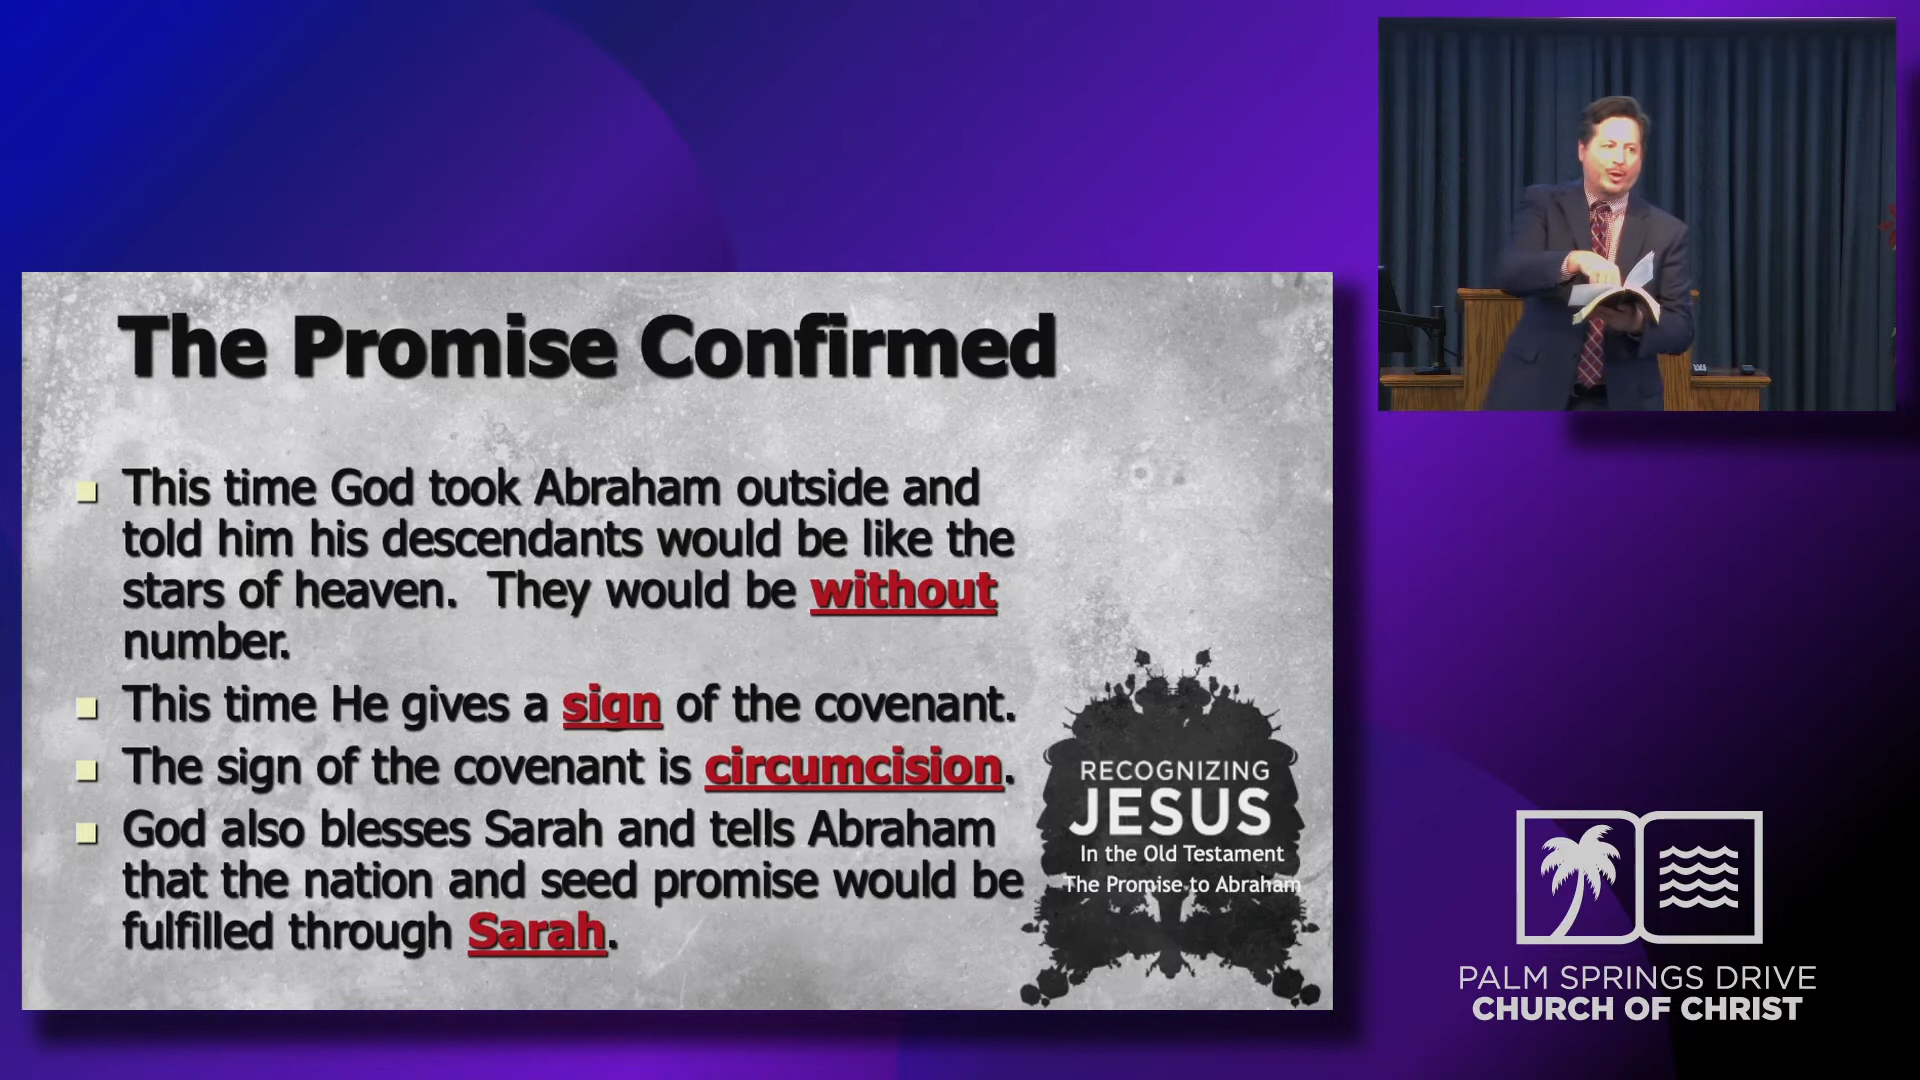 The Promise Confirmed
This time God took Abraham outside and
told him his descendants would be like the
stars of heaven.  They would be without
number.
This time He gives a sign of the covenant.
The sign of the covenant is circumcision.
God also blesses Sarah and tells Abraham
that the nation and seed promise would be
fulfilled through Sarah.
RECOGNIZING
JESUS
In the Old Testament
The Promise to Abraham
PALM SPRINGS DRIVE
CHURCH OF CHRIST